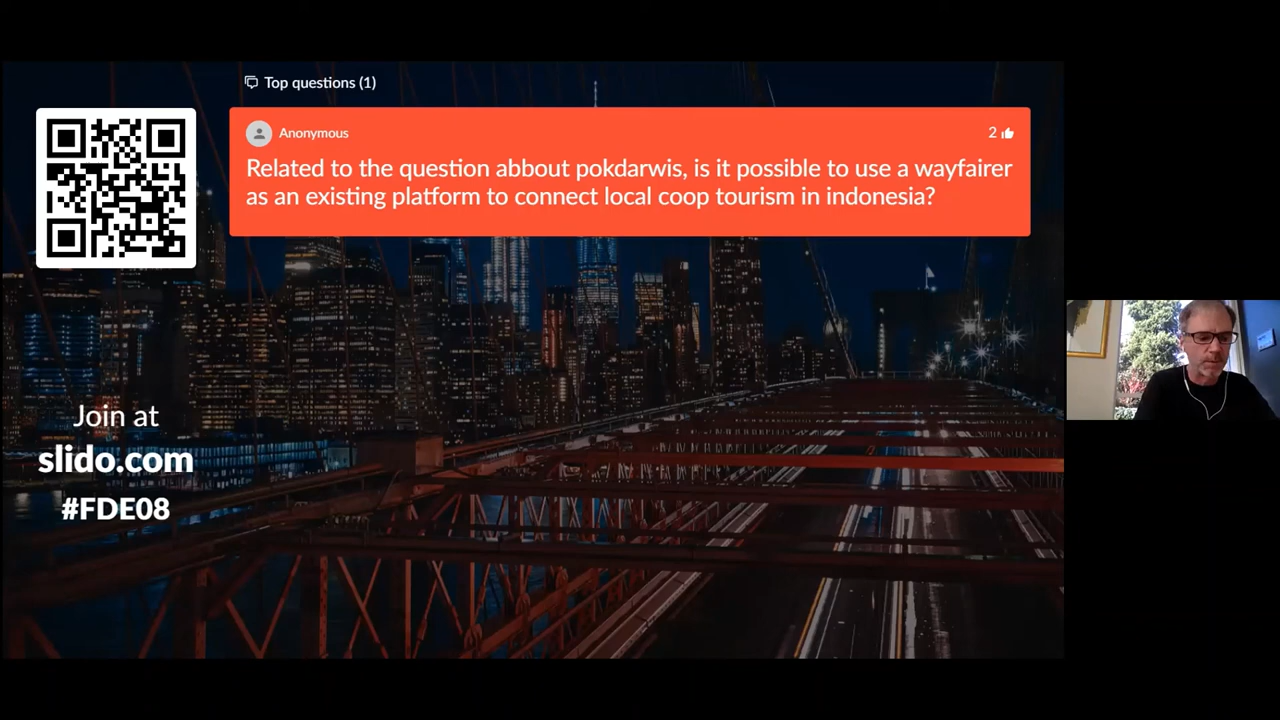 Top questions (1)
Anonymous
2
Related to the question abbout pokdarwis, is it possible to use a wayfairer
as an existing platform to connect local coop tourism in indonesia?
Join at
slido.com
#FDE08